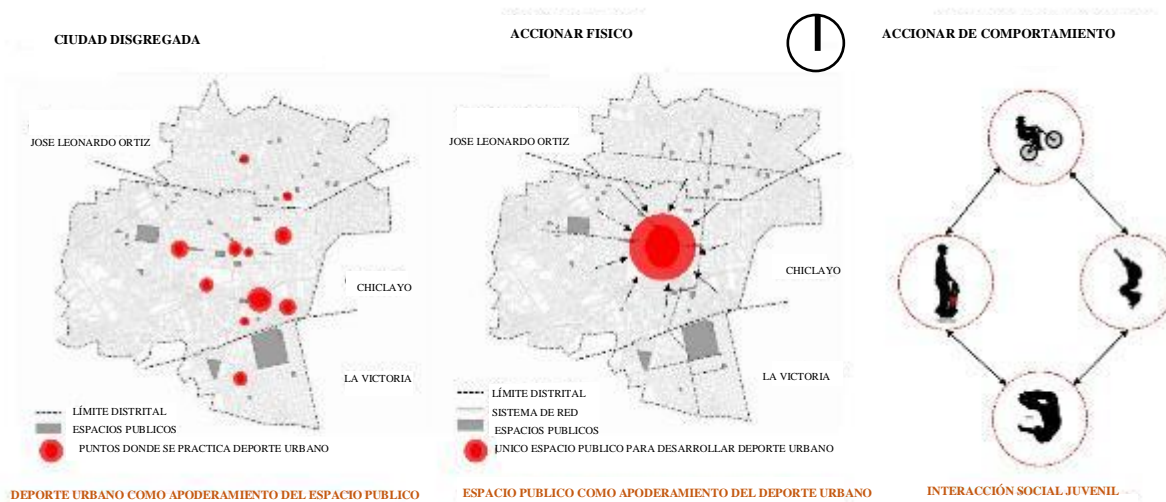 CIUDAD DISGREGADA
JOSE LEONARDO ORTIZ
CHICLAYO
LA VICTORIA
LÍMITE DISTRITAL
ESPACIOS PUBLICOS
PUNTOS DONDE SE PRACTICA DEPORTE URBANO
DEPORTE URBANO COMO APODERAMIENTO DEL ESPACIO PUBLICO
ACCIONAR FISICO
JOSE LEONARDO ORTIZ
CHICLAYO
LA VICTORIA
LÍMITE DISTRITAL
SISTEMA DE RED
ESPACIOS PUBLICOS
UNICO ESPACIO PUBLICO PARA DESARROLLAR DEPORTE URBANO
ESPACIO PUBLICO COMO APODERAMIENTO DEL DEPORTE URBANO
ACCIONAR DE COMPORTAMIENTO
INTERACCIÓN SOCIAL JUVENIL